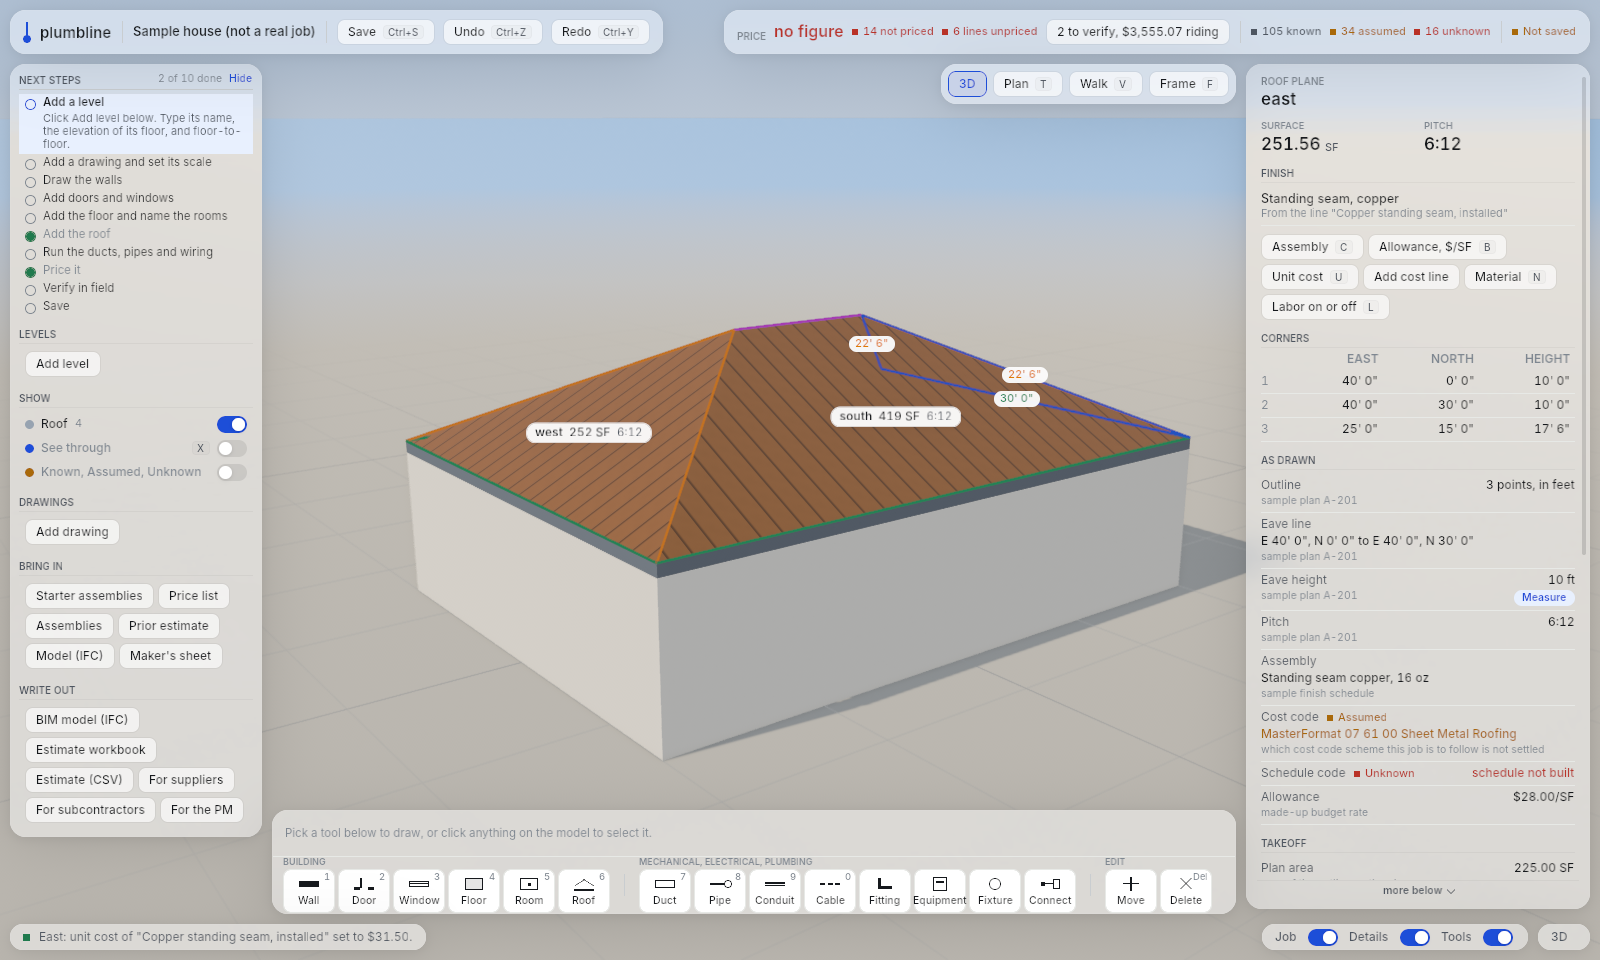 plumbline
Sample house (not a real job)
Save Ctrl+S
Undo Ctrl+Z
Redo Ctrl+Y
PRICE no figure
14 not priced
6 lines unpriced
2 to verify, $3,555.07 riding
105 known
34 assumed
16 unknown
Not saved
NEXT STEPS 2 of 10 done Hide
Add a level
Click Add level below. Type its name,
the elevation of its floor, and floor-to-
floor.
Add a drawing and set its scale
Draw the walls
Add doors and windows
Add the floor and name the rooms
Add the roof
Run the ducts, pipes and wiring
Price it
Verify in field
Save
LEVELS
Add level
SHOW
Roof 4
See through X
Known, Assumed, Unknown
DRAWINGS
Add drawing
BRING IN
Starter assemblies Price list
Assemblies Prior estimate
Model (IFC) Maker's sheet
WRITE OUT
BIM model (IFC)
Estimate workbook
Estimate (CSV) For suppliers
For subcontractors For the PM
3D
Plan T
Walk V
Frame F
22' 6"
22' 6"
30' 0"
south 419 SF 6:12
west 252 SF 6:12
Pick a tool below to draw, or click anything on the model to select it.
BUILDING
Wall 1
Door 2
Window 3
Floor 4
Room 5
Roof 6
MECHANICAL, ELECTRICAL, PLUMBING
Duct 7
Pipe 8
Conduit 9
Cable 0
Fitting
Equipment
Fixture
Connect
EDIT
Move
Delete Del
ROOF PLANE
east
SURFACE PITCH
251.56 SF 6:12
FINISH
Standing seam, copper
From the line "Copper standing seam, installed"
Assembly C
Allowance, $/SF B
Unit cost U
Add cost line
Material N
Labor on or off L
CORNERS
EAST NORTH HEIGHT
1 40' 0" 0' 0" 10' 0"
2 40' 0" 30' 0" 10' 0"
3 25' 0" 15' 0" 17' 6"
AS DRAWN
Outline 3 points, in feet
sample plan A-201
Eave line
E 40' 0", N 0' 0" to E 40' 0", N 30' 0"
sample plan A-201
Eave height 10 ft
sample plan A-201 Measure
Pitch 6:12
sample plan A-201
Assembly
Standing seam copper, 16 oz
sample finish schedule
Cost code Assumed
MasterFormat 07 61 00 Sheet Metal Roofing
which cost code scheme this job is to follow is not settled
Schedule code Unknown schedule not built
Allowance $28.00/SF
made-up budget rate
TAKEOFF
Plan area 225.00 SF
more below
East: unit cost of "Copper standing seam, installed" set to $31.50.
Job
Details
Tools
3D